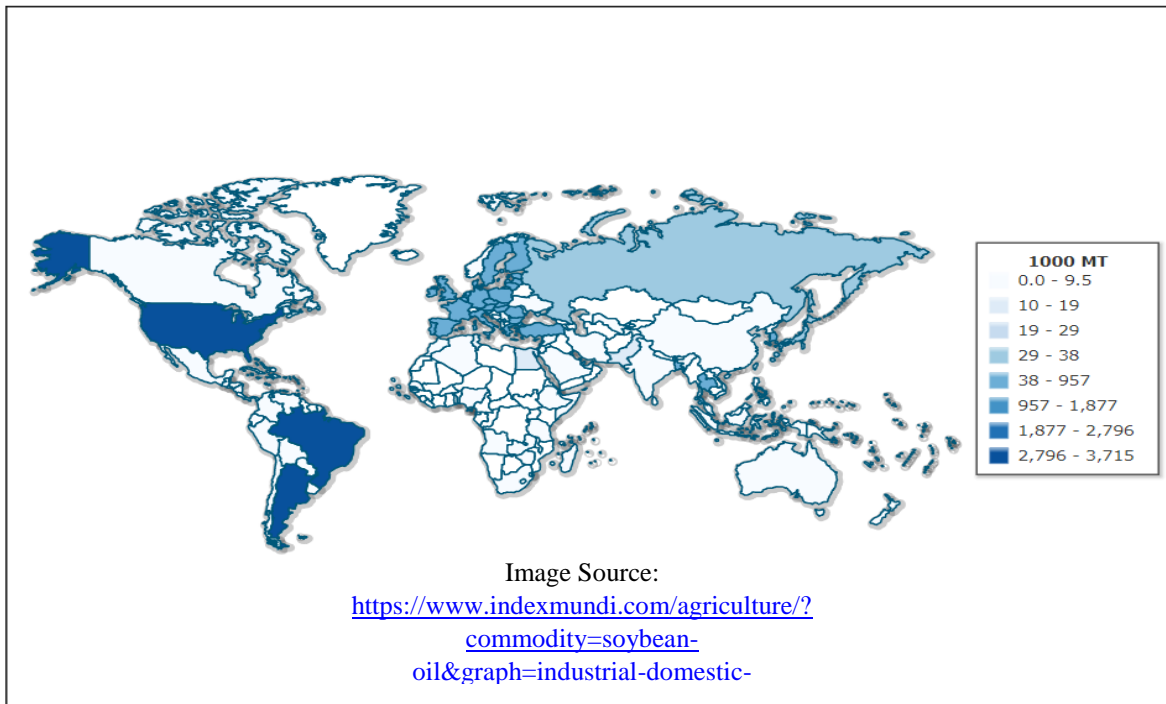 1000 MT
0.0 - 9.5
10 - 19
19 - 29
29 - 38
38 - 957
957 - 1,877
1,877 - 2,796
2,796 - 3,715
Image Source:
https://www.indexmundi.com/agriculture/?
commodity=soybean-
oil&graph=industrial-domestic-